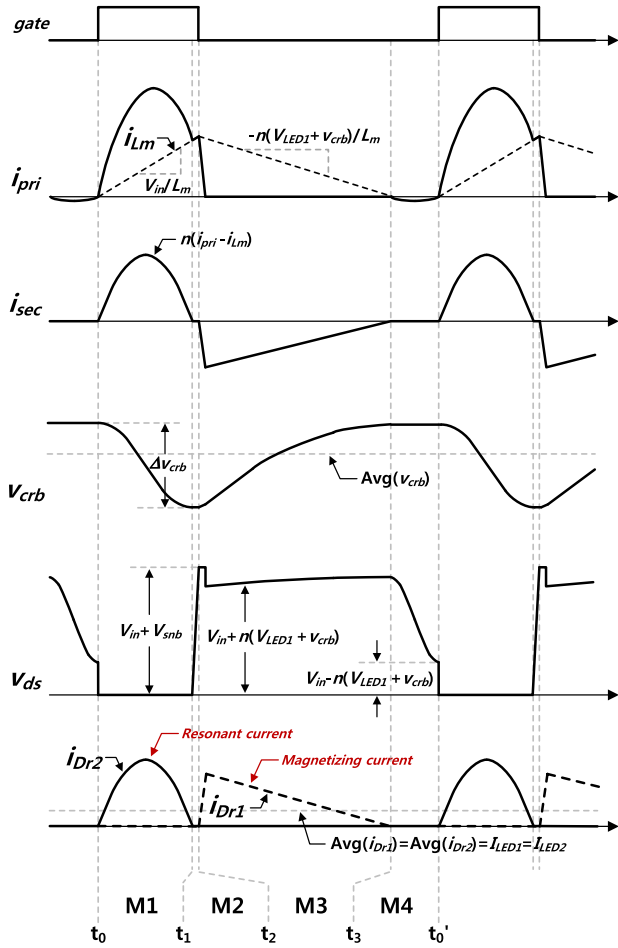 gate
-n(V_LED1+v_crb)/L_m
i_Lm
V_in/L_m
i_pri
n(i_pri-i_Lm)
i_sec
Δv_crb
Avg(v_crb)
v_crb
V_in+V_snb
V_in+n(V_LED1+v_crb)
V_in-n(V_LED1+v_crb)
v_ds
Resonant current
i_Dr2
Magnetizing current
i_Dr1
Avg(i_Dr1)=Avg(i_Dr2)=I_LED1=I_LED2
M1 M2 M3 M4
t_0 t_1 t_2 t_3 t_0'